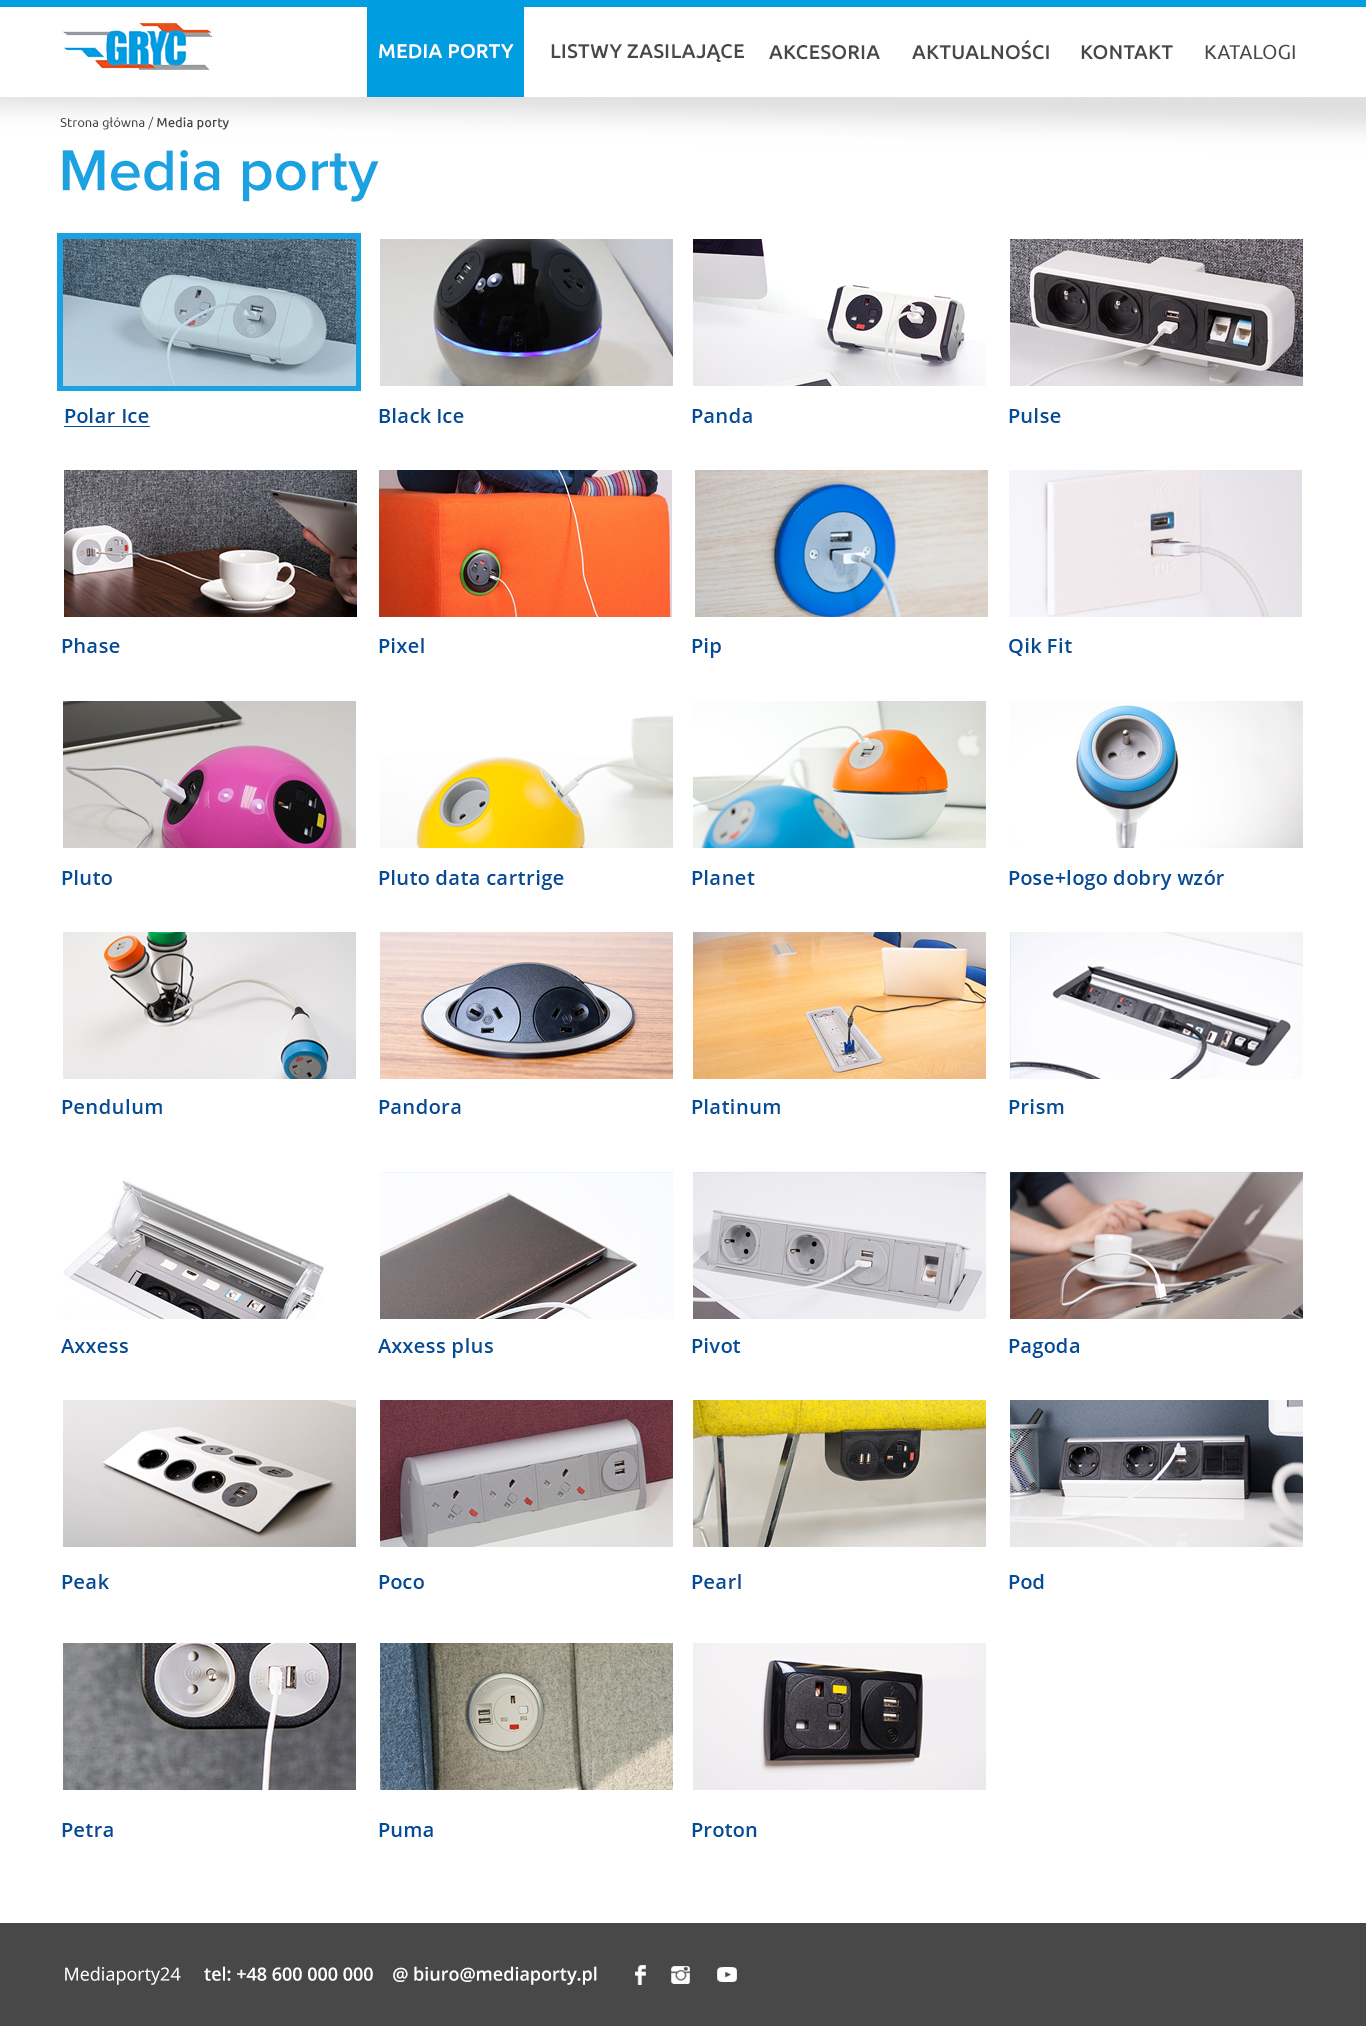 GRYC
MEDIA PORTY LISTWY ZASILAJĄCE AKCESORIA AKTUALNOŚCI KONTAKT KATALOGI
Strona główna / Media porty
Media porty
Polar Ice Black Ice Panda Pulse
Phase Pixel Pip Qik Fit
Pluto Pluto data cartrige Planet Pose+logo dobry wzór
Pendulum Pandora Platinum Prism
Axxess Axxess plus Pivot Pagoda
Peak Poco Pearl Pod
Petra Puma Proton
Mediaporty24 tel: +48 600 000 000 @ biuro@mediaporty.pl